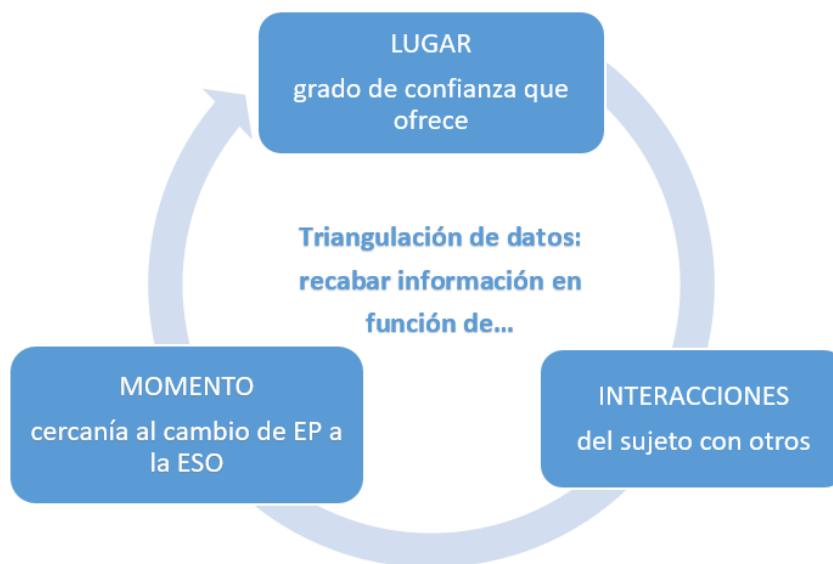 LUGAR
grado de confianza que
ofrece
Triangulación de datos:
recabar información en
función de...
MOMENTO
cercanía al cambio de EP a
la ESO
INTERACCIONES
del sujeto con otros